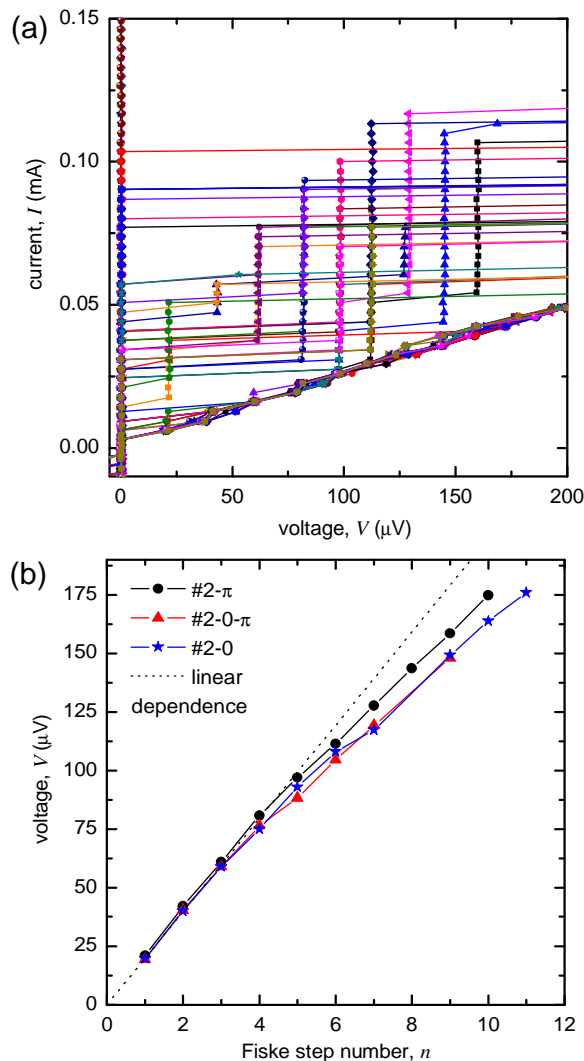 (a)
0.15
0.10
0.05
0.00
current, I (mA)
0 50 100 150 200
voltage, V (μV)
(b)
175
150
125
100
75
50
25
0
voltage, V (μV)
#2-π
#2-0-π
#2-0
linear
dependence
0 2 4 6 8 10 12
Fiske step number, n